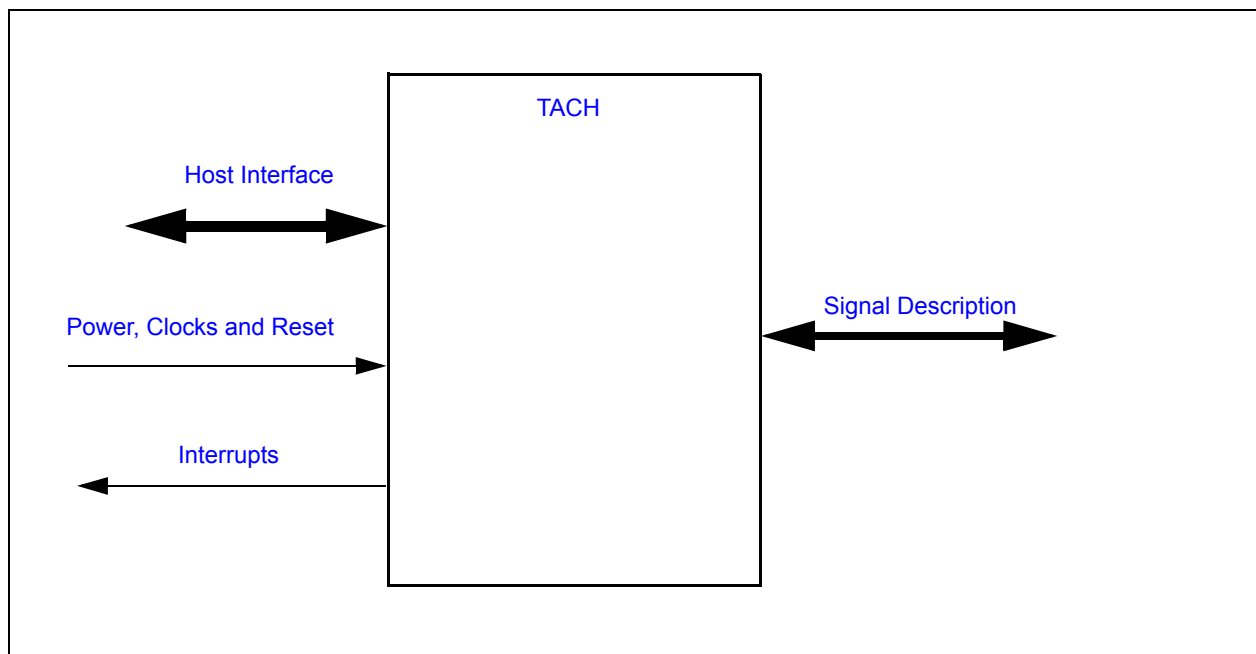 TACH
Host Interface
Signal Description
Power, Clocks and Reset
Interrupts